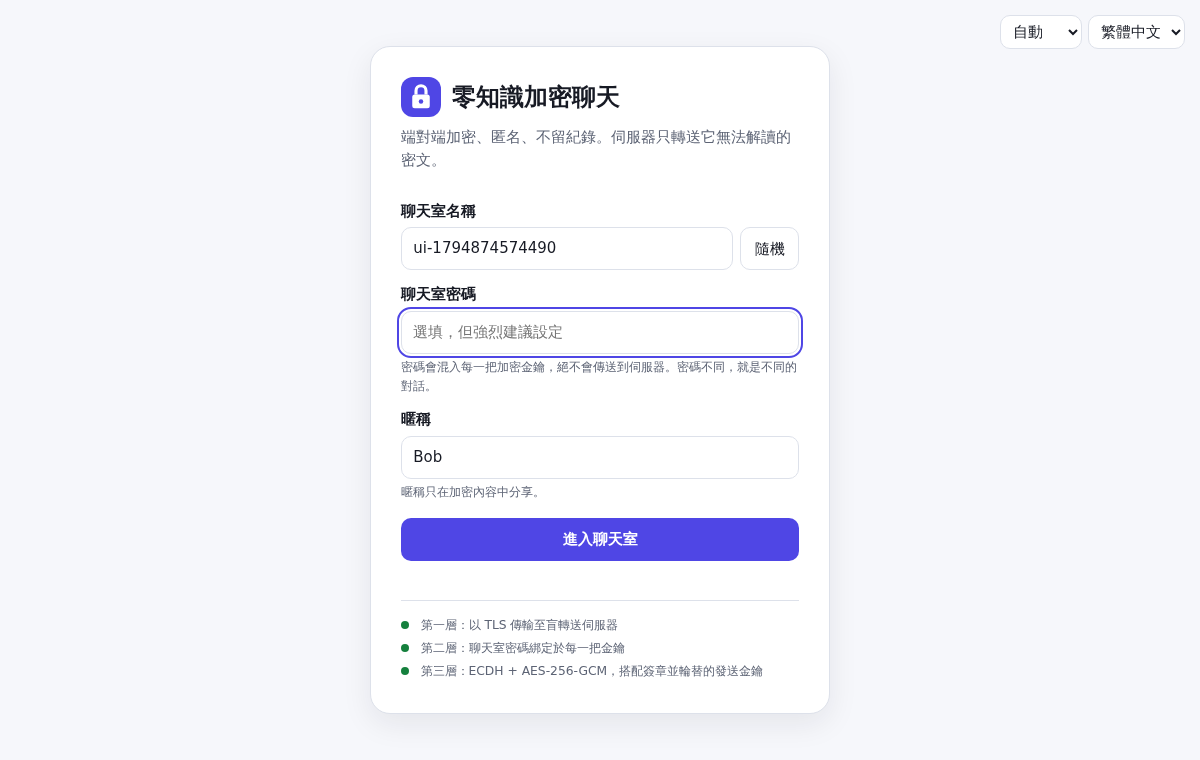 自動
繁體中文
零知識加密聊天
端對端加密、匿名、不留紀錄。伺服器只轉送它無法解讀的
密文。
聊天室名稱
ui-1794874574490
隨機
聊天室密碼
選填，但強烈建議設定
密碼會混入每一把加密金鑰，絕不會傳送到伺服器。密碼不同，就是不同的
對話。
暱稱
Bob
暱稱只在加密內容中分享。
進入聊天室
第一層：以 TLS 傳輸至盲轉送伺服器
第二層：聊天室密碼綁定於每一把金鑰
第三層：ECDH + AES-256-GCM，搭配簽章並輪替的發送金鑰